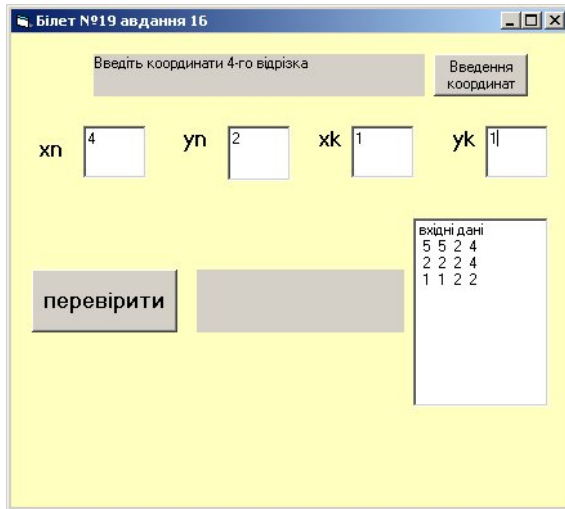 Білет №19 авдання 16
Введіть координати 4-го відрізка
Введення
координат
xn 4 yn 2 xk 1 yk 1
вхідні дані
5 5 2 4
2 2 2 4
1 1 2 2
перевірити